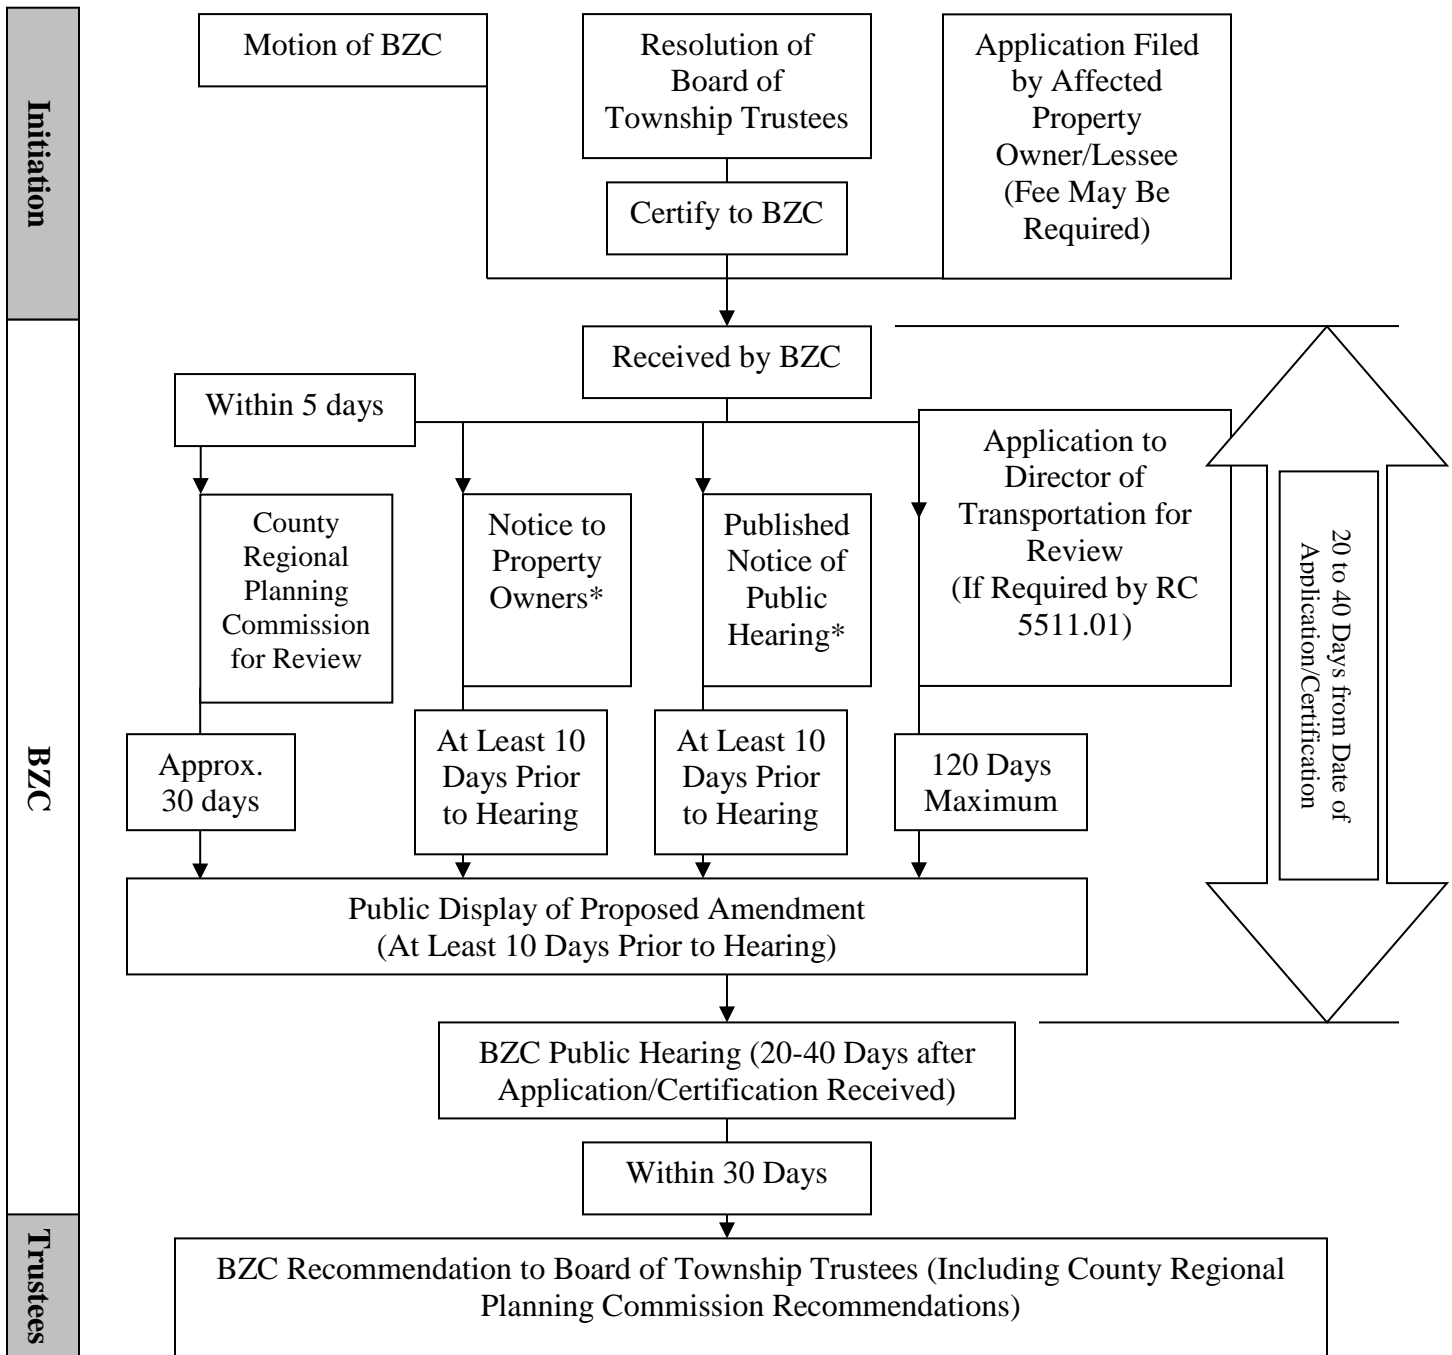 Initiation
Motion of BZC
Resolution of
Board of
Township Trustees
Application Filed
by Affected
Property
Owner/Lessee
(Fee May Be
Required)
Certify to BZC
BZC
Received by BZC
Within 5 days
County
Regional
Planning
Commission
for Review
Notice to
Property
Owners*
Published
Notice of
Public
Hearing*
Application to
Director of
Transportation for
Review
(If Required by RC
5511.01)
20 to 40 Days from Date of
Application/Certification
Approx.
30 days
At Least 10
Days Prior
to Hearing
At Least 10
Days Prior
to Hearing
120 Days
Maximum
Public Display of Proposed Amendment
(At Least 10 Days Prior to Hearing)
BZC Public Hearing (20-40 Days after
Application/Certification Received)
Within 30 Days
Trustees
BZC Recommendation to Board of Township Trustees (Including County Regional
Planning Commission Recommendations)